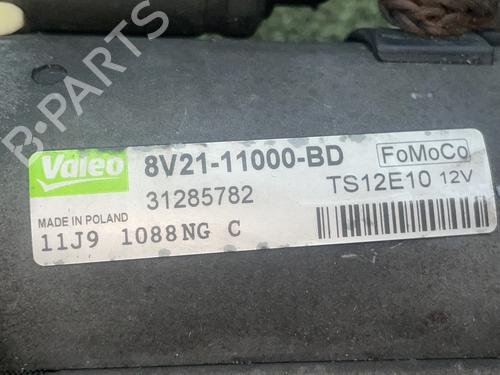 B-PARTS
Valeo 8V21-11000-BD FoMoCo
31285782 TS12E10 12V
MADE IN POLAND
11J9 1088NG C